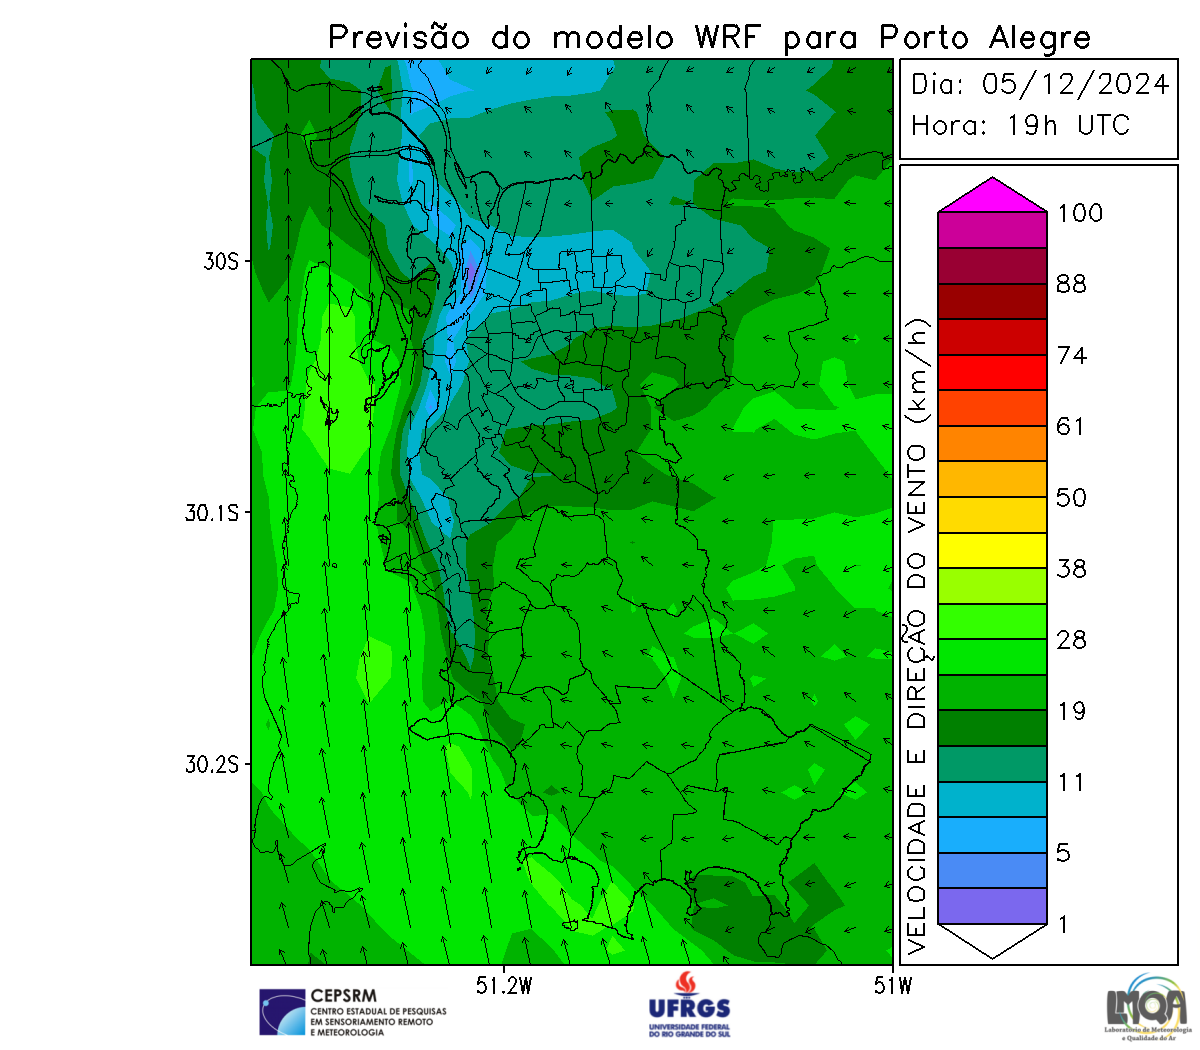 Previsão do modelo WRF para Porto Alegre
Dia: 05/12/2024
Hora: 19h UTC
30S
30.1S
30.2S
51.2W
51W
VELOCIDADE E DIREÇÃO DO VENTO (km/h)
100
88
74
61
50
38
28
19
11
5
1
CEPSRM
CENTRO ESTADUAL DE PESQUISAS
EM SENSORIAMENTO REMOTO
E METEOROLOGIA
UFRGS
UNIVERSIDADE FEDERAL
DO RIO GRANDE DO SUL
LMQA
Laboratório de Meteorologia
e Qualidade do Ar